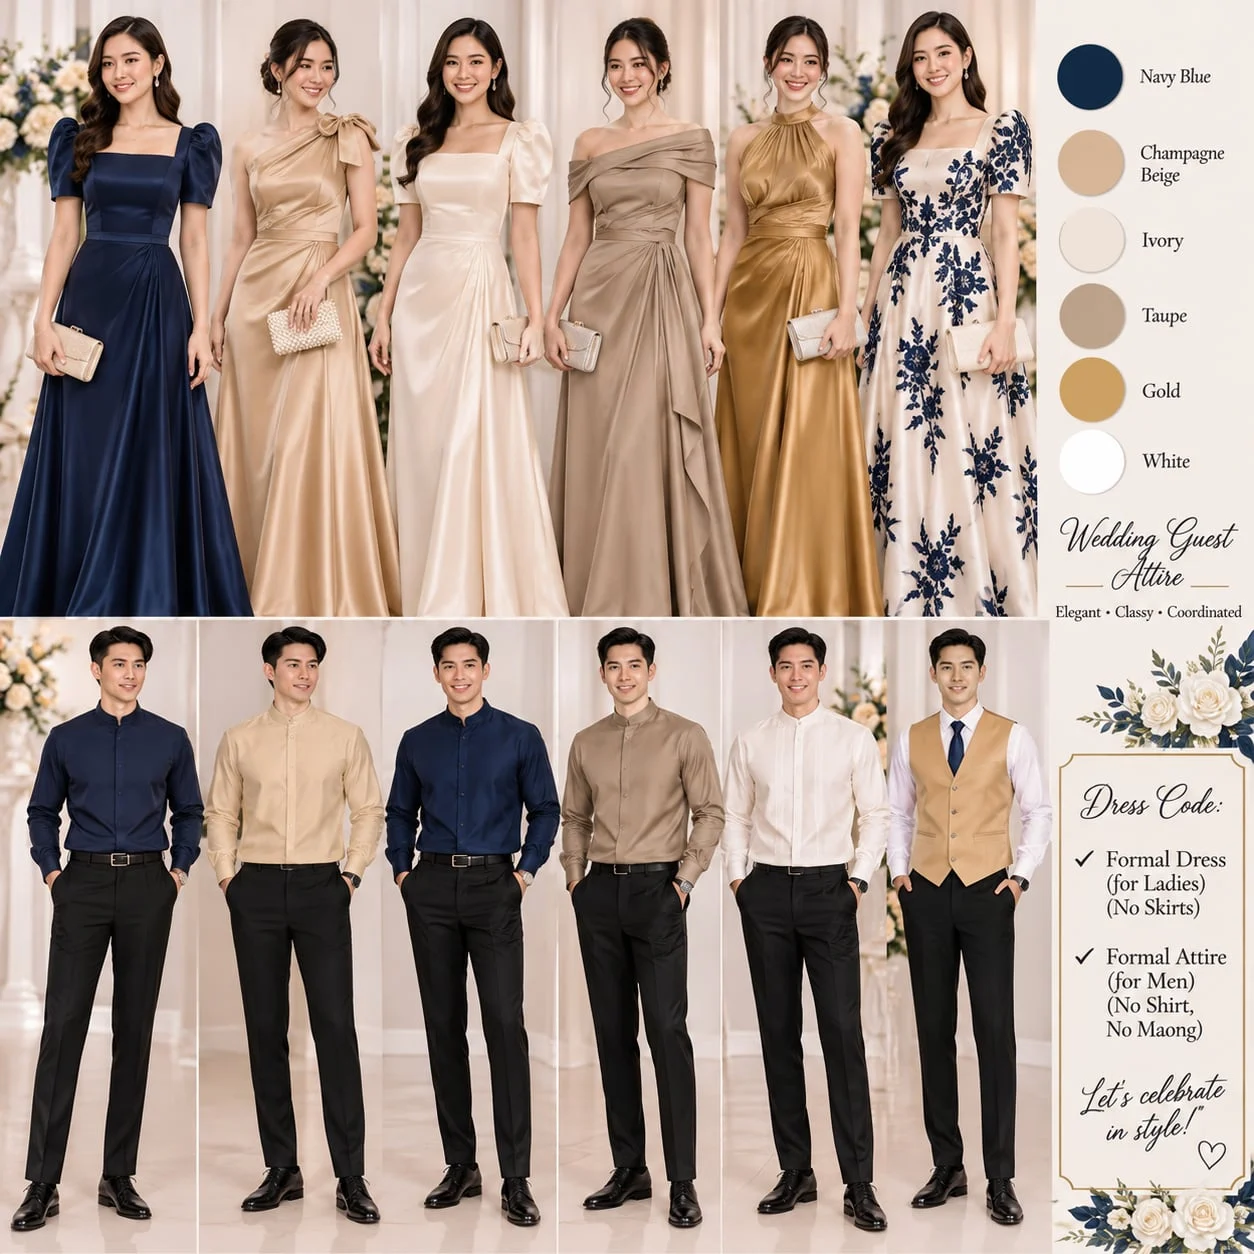 Navy Blue
Champagne
Beige
Ivory
Taupe
Gold
White
Wedding Guest
Attire
Elegant • Classy • Coordinated
Dress Code:
✓ Formal Dress
(for Ladies)
(No Skirts)
✓ Formal Attire
(for Men)
(No Shirt,
No Maong)
Let's celebrate
in style!"